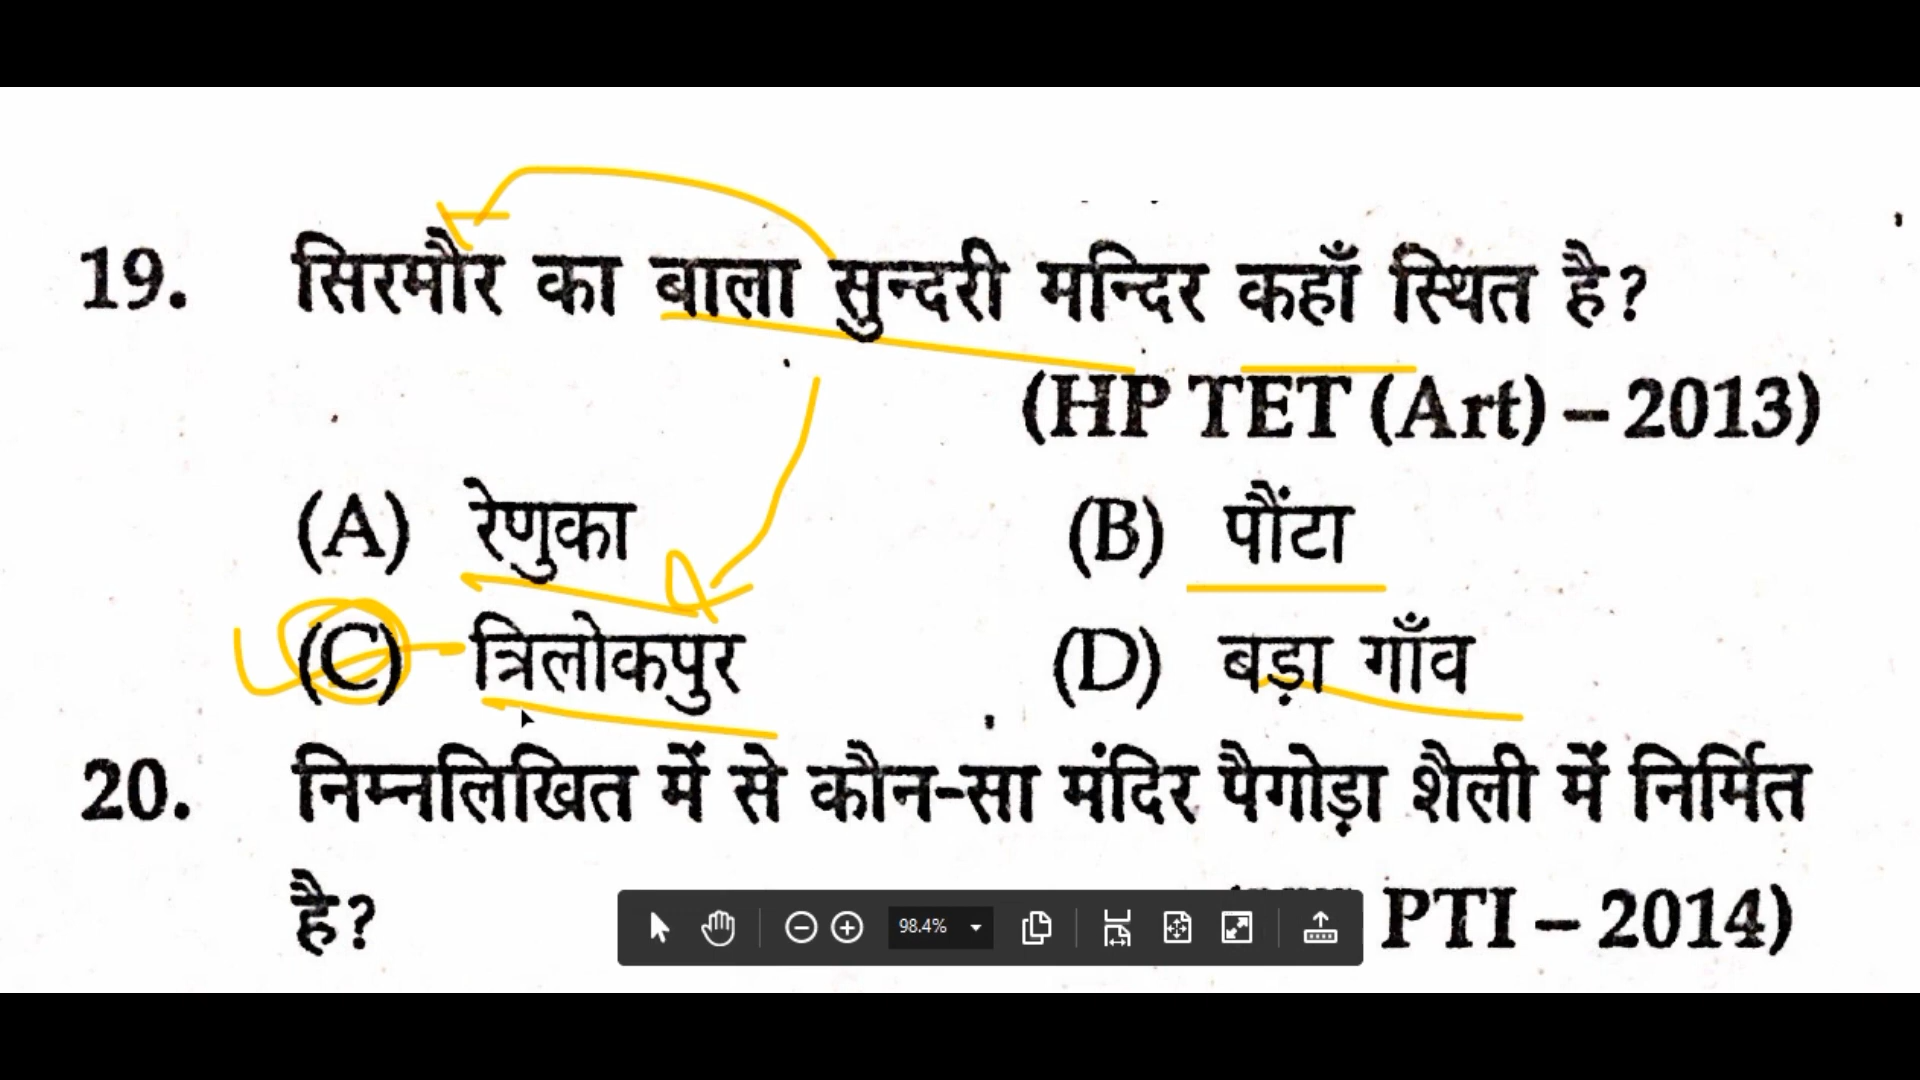 19. सिरमौर का बाला सुन्दरी मन्दिर कहाँ स्थित है?
(HP TET (Art) – 2013)
(A) रेणुका (B) पौंटा
(C) त्रिलोकपुर (D) बड़ा गाँव
20. निम्नलिखित में से कौन-सा मंदिर पैगोड़ा शैली में निर्मित
है? PTI – 2014)
98.4%